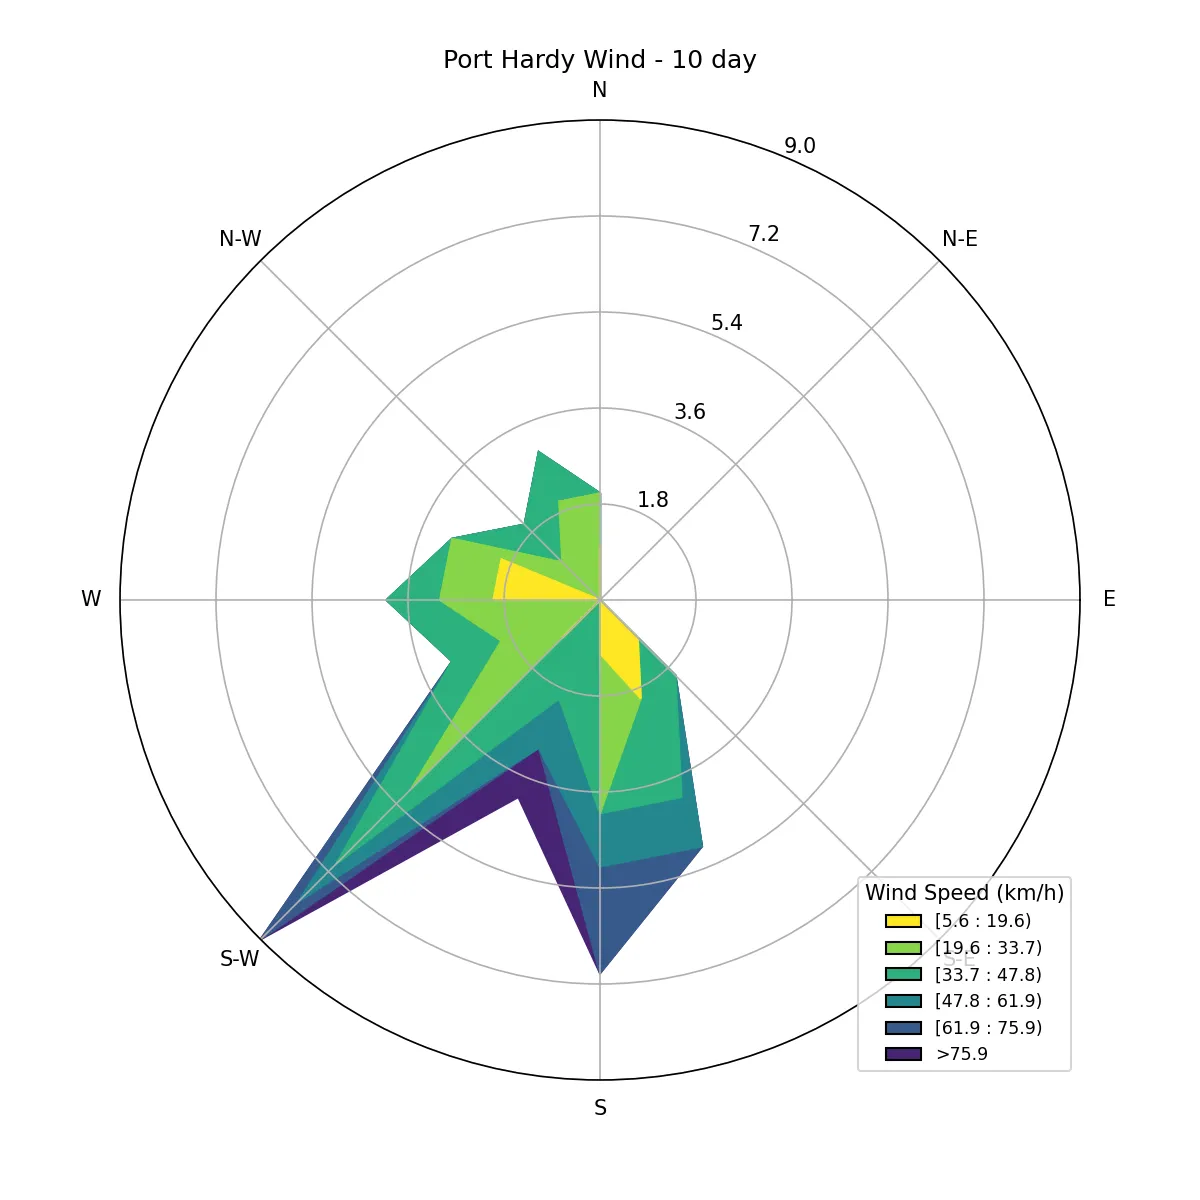 Port Hardy Wind - 10 day
N
9.0
N-W
N-E
7.2
5.4
3.6
1.8
W
E
S-W
S-E
S
Wind Speed (km/h)
[5.6 : 19.6)
[19.6 : 33.7)
[33.7 : 47.8)
[47.8 : 61.9)
[61.9 : 75.9)
>75.9